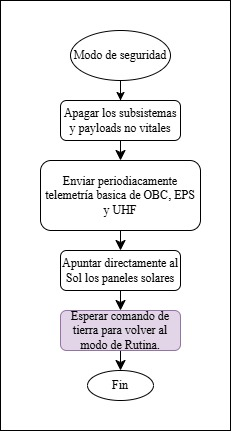 Modo de seguridad
Apagar los subsistemas
y payloads no vitales
Enviar periodiacamente
telemetría basica de OBC, EPS
y UHF
Apuntar directamente al
Sol los paneles solares
Esperar comando de
tierra para volver al
modo de Rutina.
Fin